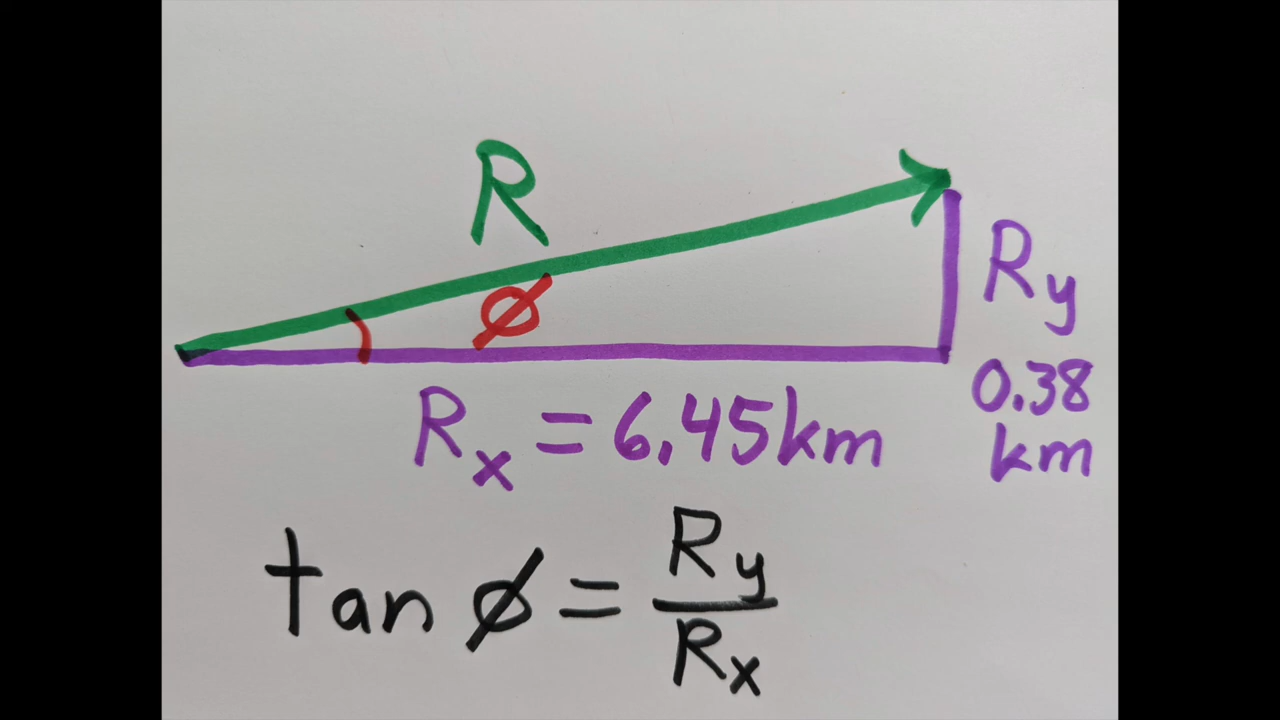 R
φ
Ry
0.38
km
Rx = 6.45km
tan φ = Ry/Rx